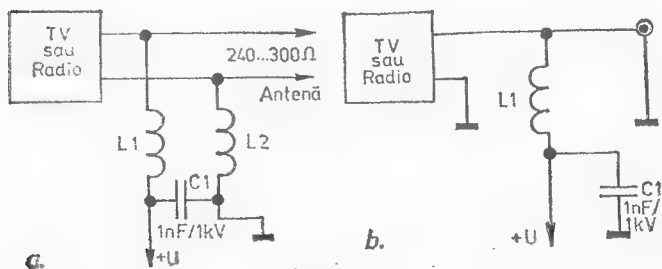 TV
sau
Radio
240...300Ω
Antenă
L1
L2
C1
1nF/1kV
+U
a.
TV
sau
Radio
L1
C1
1nF/
1kV
+U
b.